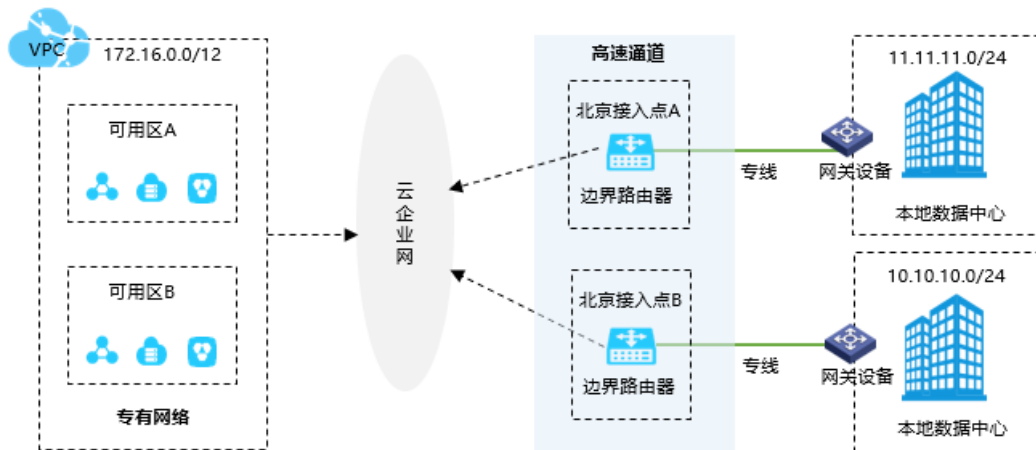 VPC
172.16.0.0/12
可用区A
可用区B
专有网络
云企业网
高速通道
北京接入点A
边界路由器
北京接入点B
边界路由器
专线
专线
11.11.11.0/24
网关设备
本地数据中心
10.10.10.0/24
网关设备
本地数据中心